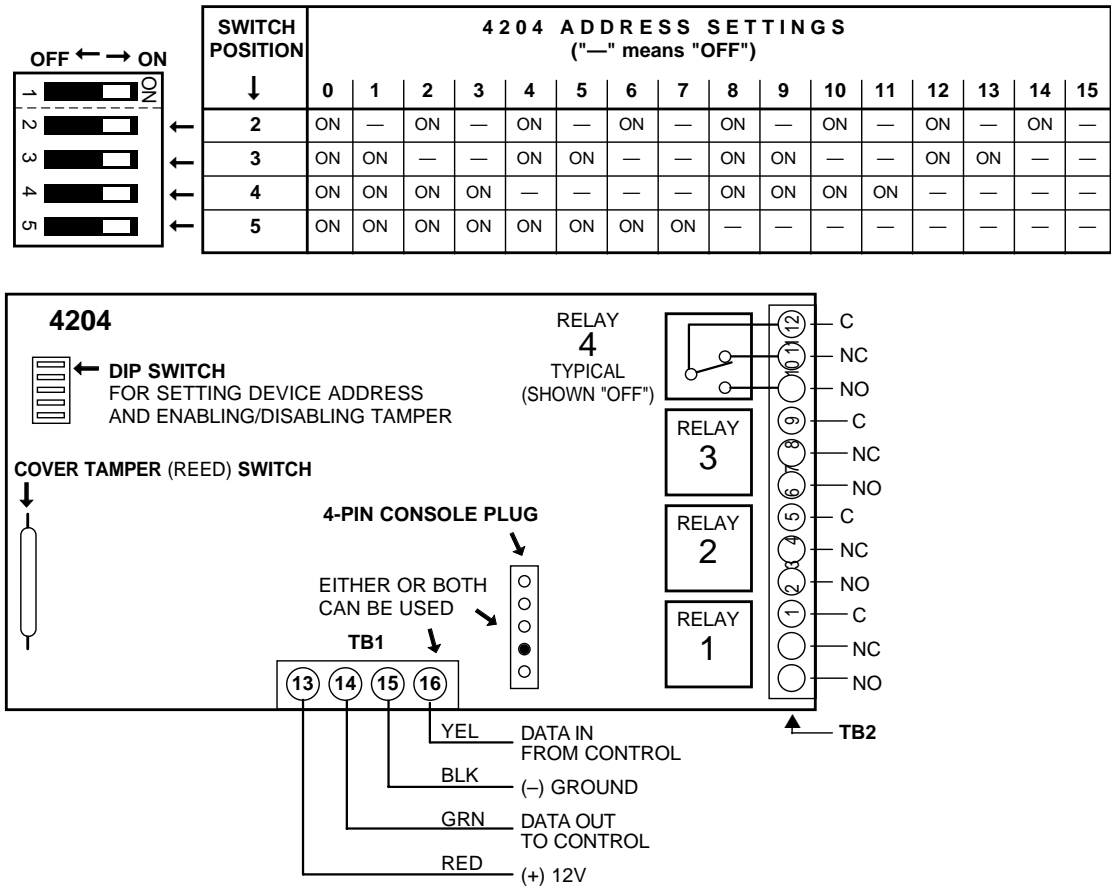 OFF ← → ON
ON
1
2
3
4
5
SWITCH POSITION ↓
4204 ADDRESS SETTINGS
("—" means "OFF")
0 1 2 3 4 5 6 7 8 9 10 11 12 13 14 15
2 ON — ON — ON — ON — ON — ON — ON — ON —
3 ON ON — — ON ON — — ON ON — — ON ON — —
4 ON ON ON ON — — — — ON ON ON ON — — — —
5 ON ON ON ON ON ON ON ON — — — — — — — —
4204
DIP SWITCH
FOR SETTING DEVICE ADDRESS
AND ENABLING/DISABLING TAMPER
COVER TAMPER (REED) SWITCH
4-PIN CONSOLE PLUG
EITHER OR BOTH
CAN BE USED
TB1
13 14 15 16
RELAY
4
TYPICAL
(SHOWN "OFF")
RELAY
3
RELAY
2
RELAY
1
12 C
11 NC
10 NO
9 C
8 NC
7
6 NO
5 C
4 NC
3
2 NO
1 C
NC
NO
TB2
YEL DATA IN
FROM CONTROL
BLK (–) GROUND
GRN DATA OUT
TO CONTROL
RED (+) 12V